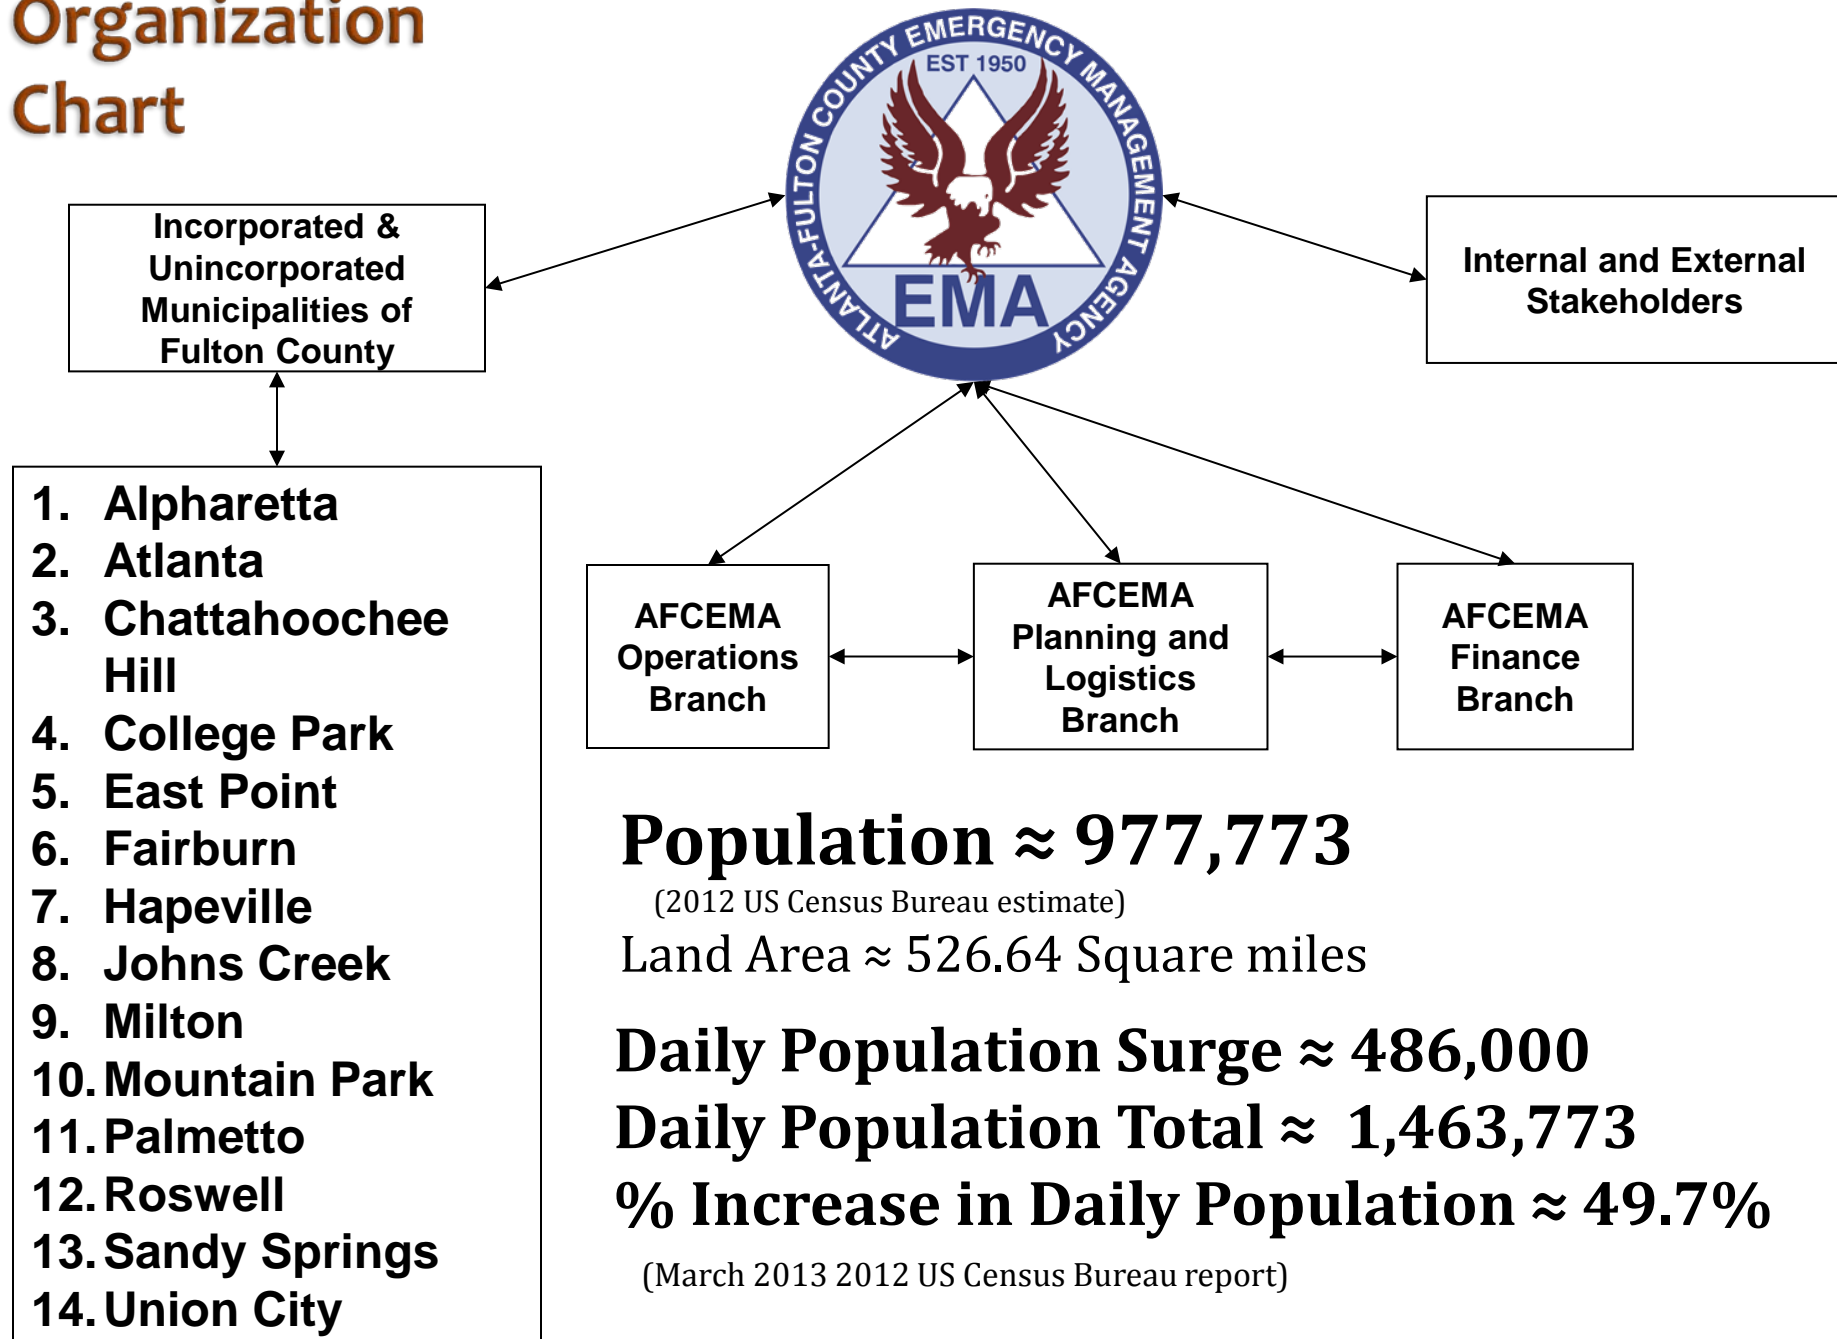 Organization
Chart
ATLANTA-FULTON COUNTY EMERGENCY MANAGEMENT AGENCY
EST 1950
EMA
Incorporated &
Unincorporated
Municipalities of
Fulton County
Internal and External
Stakeholders
1. Alpharetta
2. Atlanta
3. Chattahoochee
Hill
4. College Park
5. East Point
6. Fairburn
7. Hapeville
8. Johns Creek
9. Milton
10. Mountain Park
11. Palmetto
12. Roswell
13. Sandy Springs
14. Union City
AFCEMA
Operations
Branch
AFCEMA
Planning and
Logistics
Branch
AFCEMA
Finance
Branch
Population ≈ 977,773
(2012 US Census Bureau estimate)
Land Area ≈ 526.64 Square miles
Daily Population Surge ≈ 486,000
Daily Population Total ≈ 1,463,773
% Increase in Daily Population ≈ 49.7%
(March 2013 2012 US Census Bureau report)